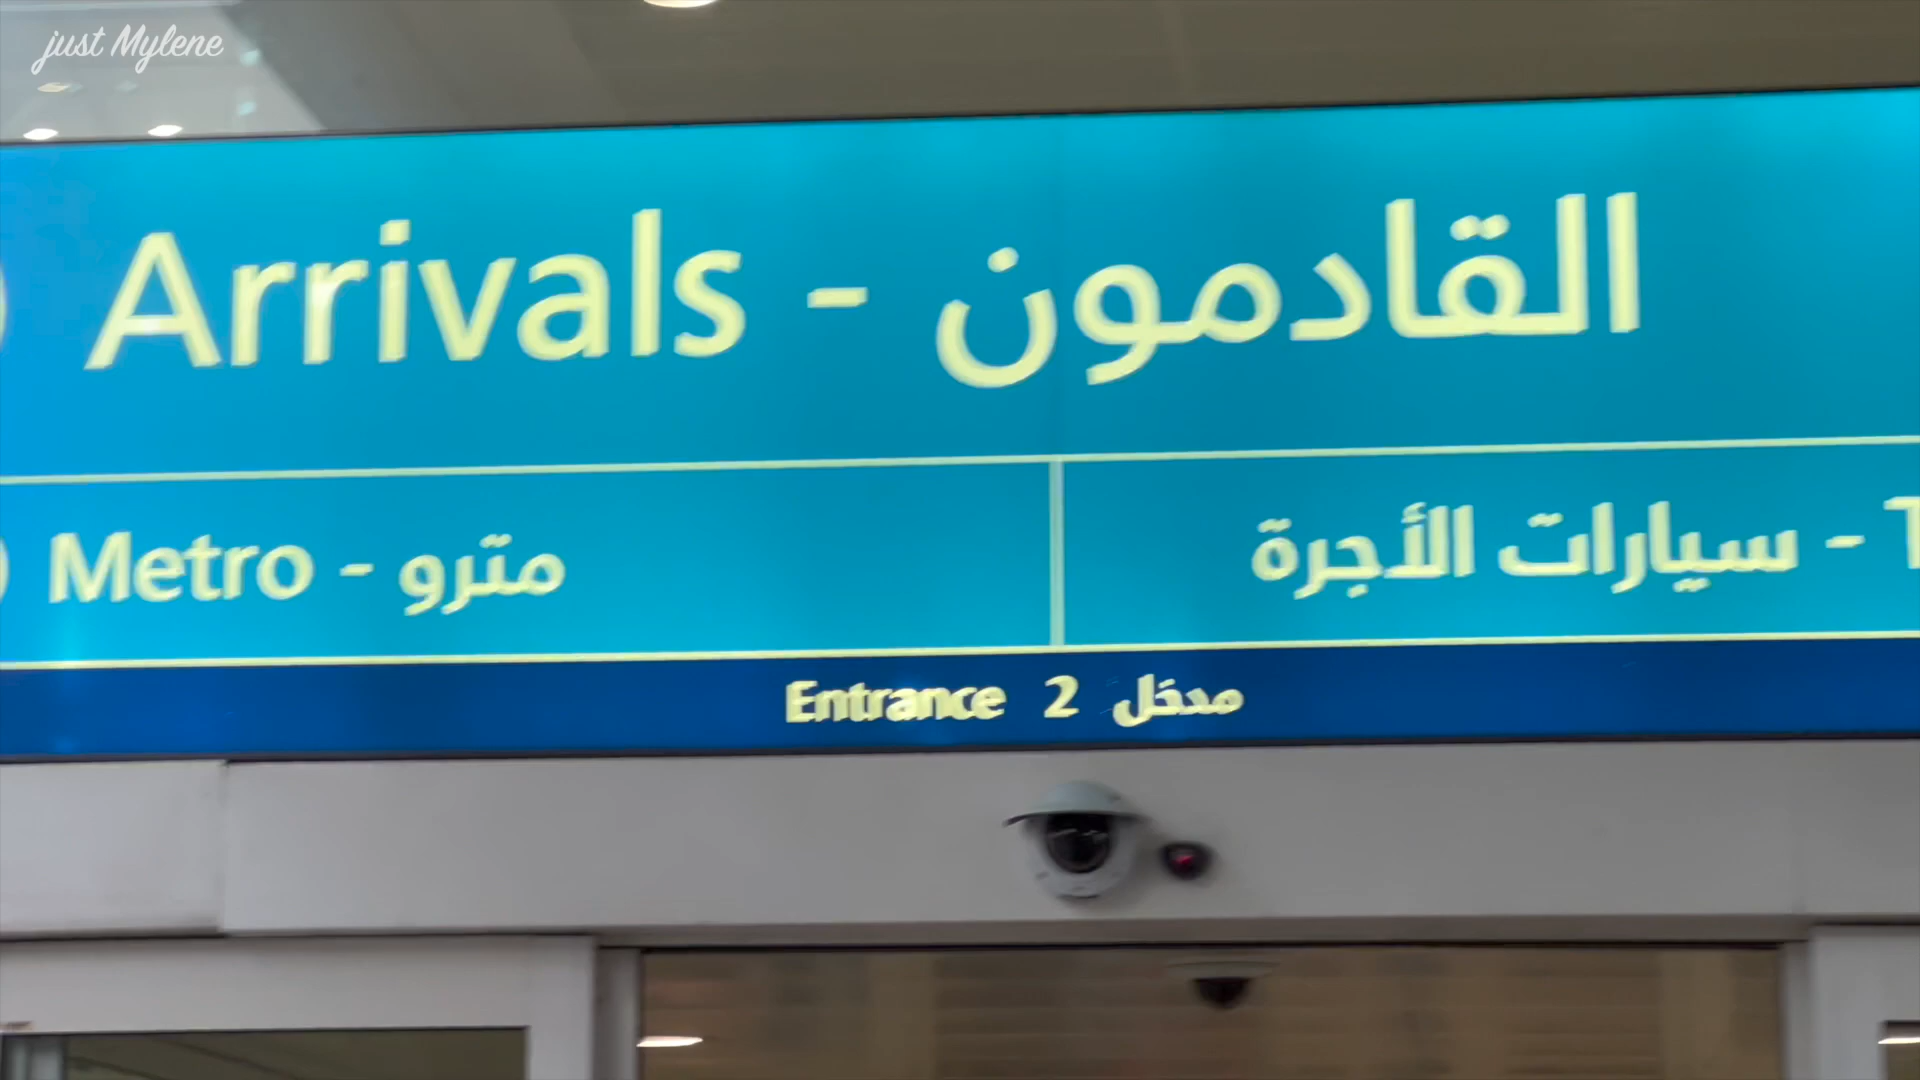 just Mylene
Arrivals - القادمون
Metro - مترو
سيارات الأجرة -
Entrance 2 مدخل